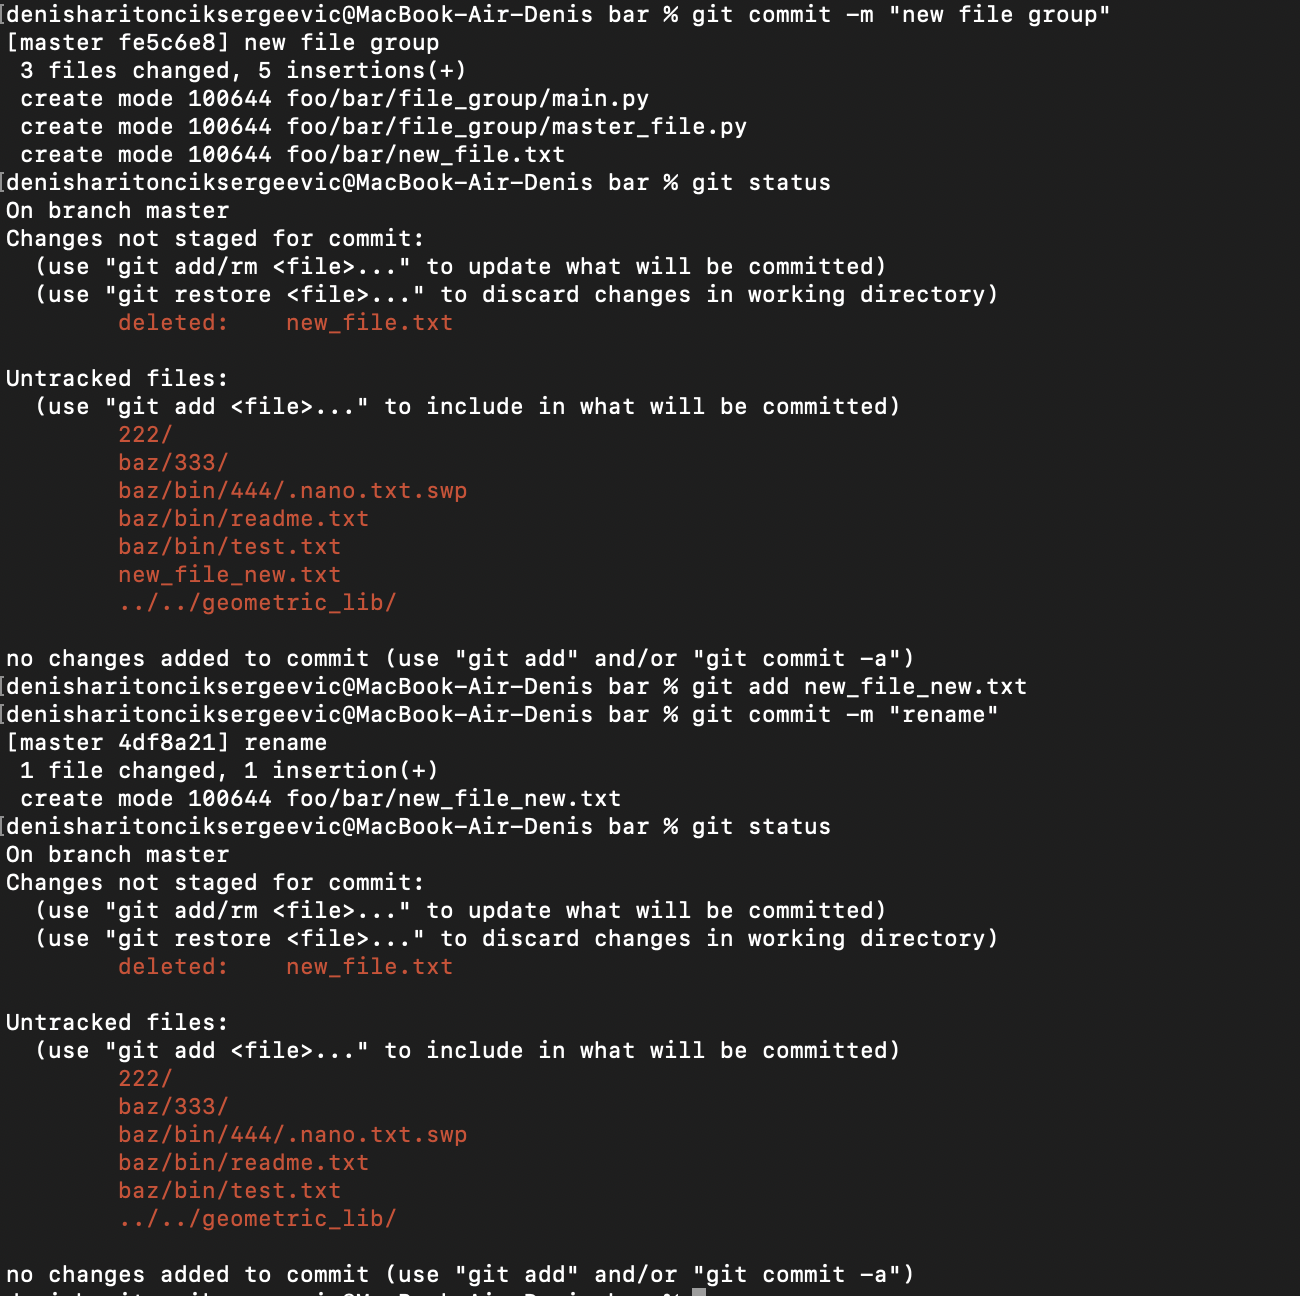 denisharitonciksergeevic@MacBook-Air-Denis bar % git commit -m "new file group"
[master fe5c6e8] new file group
 3 files changed, 5 insertions(+)
 create mode 100644 foo/bar/file_group/main.py
 create mode 100644 foo/bar/file_group/master_file.py
 create mode 100644 foo/bar/new_file.txt
[denisharitonciksergeevic@MacBook-Air-Denis bar % git status
On branch master
Changes not staged for commit:
  (use "git add/rm <file>..." to update what will be committed)
  (use "git restore <file>..." to discard changes in working directory)
        deleted:    new_file.txt

Untracked files:
  (use "git add <file>..." to include in what will be committed)
        222/
        baz/333/
        baz/bin/444/.nano.txt.swp
        baz/bin/readme.txt
        baz/bin/test.txt
        new_file_new.txt
        ../../geometric_lib/

no changes added to commit (use "git add" and/or "git commit -a")
[denisharitonciksergeevic@MacBook-Air-Denis bar % git add new_file_new.txt
[denisharitonciksergeevic@MacBook-Air-Denis bar % git commit -m "rename"
[master 4df8a21] rename
 1 file changed, 1 insertion(+)
 create mode 100644 foo/bar/new_file_new.txt
[denisharitonciksergeevic@MacBook-Air-Denis bar % git status
On branch master
Changes not staged for commit:
  (use "git add/rm <file>..." to update what will be committed)
  (use "git restore <file>..." to discard changes in working directory)
        deleted:    new_file.txt

Untracked files:
  (use "git add <file>..." to include in what will be committed)
        222/
        baz/333/
        baz/bin/444/.nano.txt.swp
        baz/bin/readme.txt
        baz/bin/test.txt
        ../../geometric_lib/

no changes added to commit (use "git add" and/or "git commit -a")